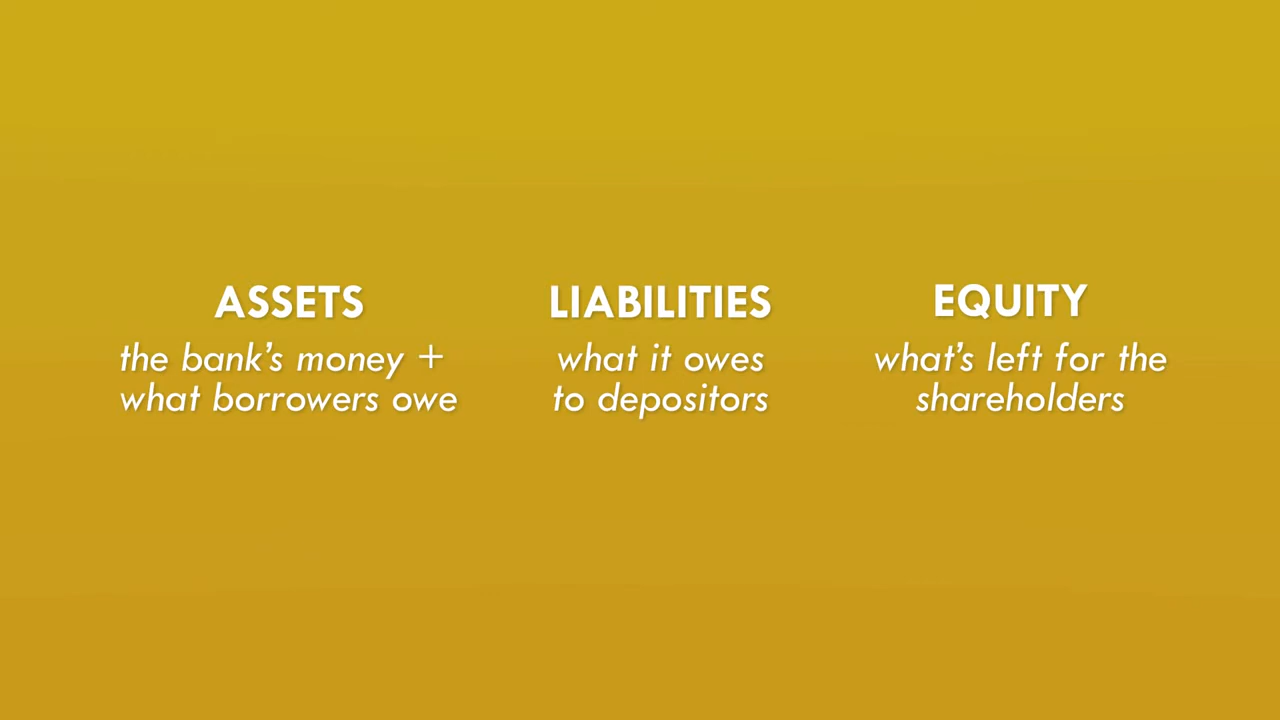 ASSETS
the bank's money +
what borrowers owe
LIABILITIES
what it owes
to depositors
EQUITY
what's left for the
shareholders